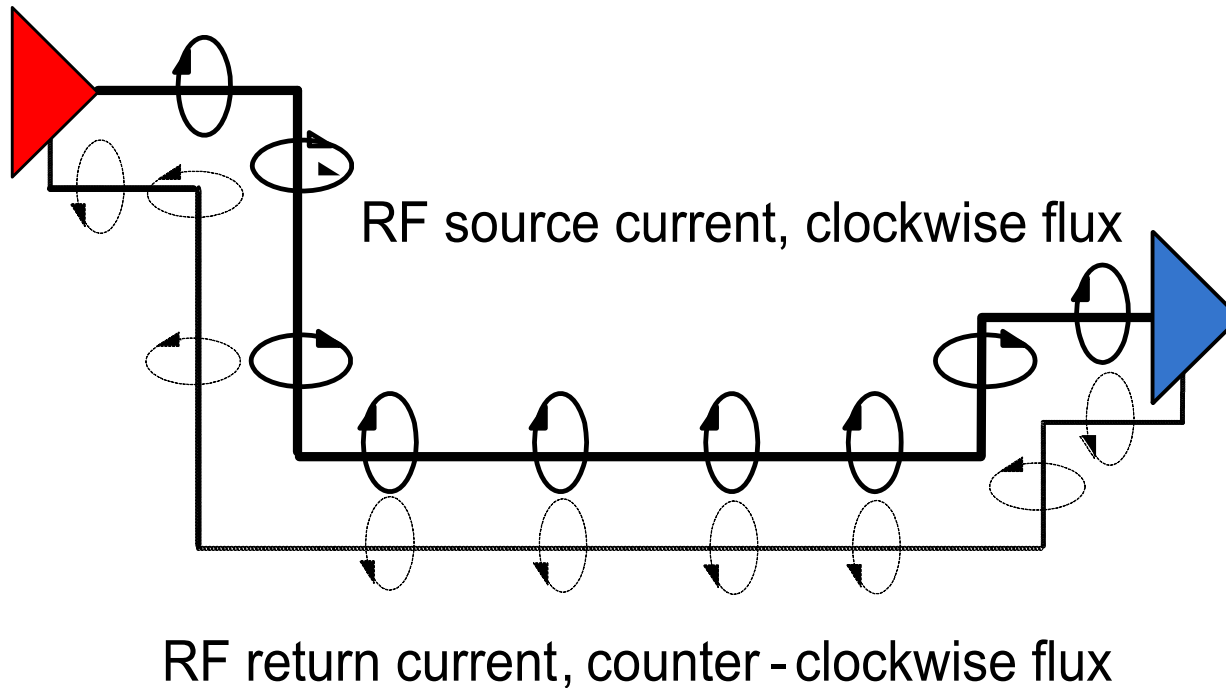 RF source current, clockwise flux
RF return current, counter - clockwise flux